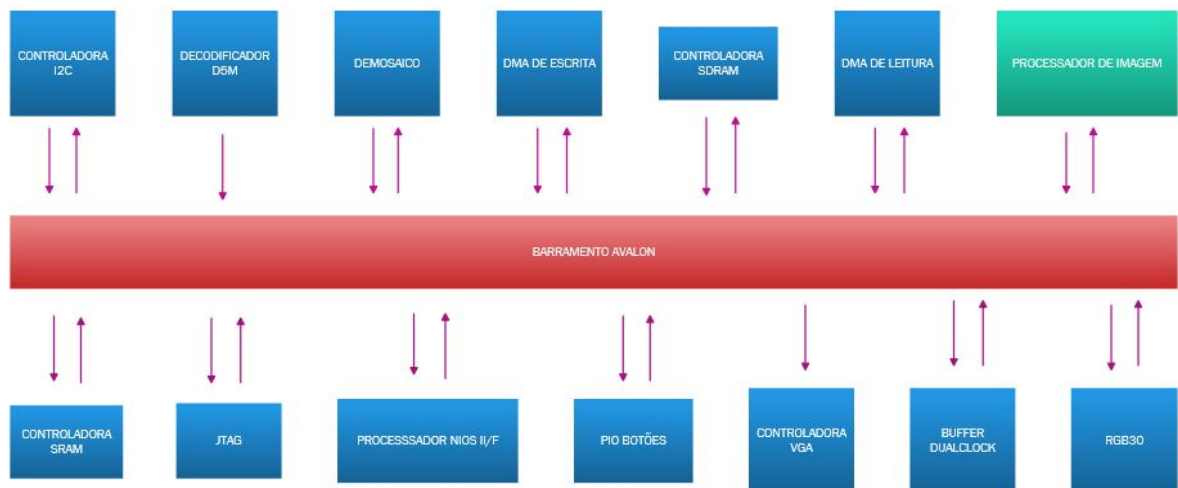 CONTROLADORA
I2C
DECODIFICADOR
D5M
DEMOSAICO
DMA DE ESCRITA
CONTROLADORA
SDRAM
DMA DE LEITURA
PROCESSADOR DE IMAGEM
BARRAMENTO AVALON
CONTROLADORA
SRAM
JTAG
PROCESSSADOR NIOS II/F
PIO BOTÕES
CONTROLADORA
VGA
BUFFER
DUALCLOCK
RGB30